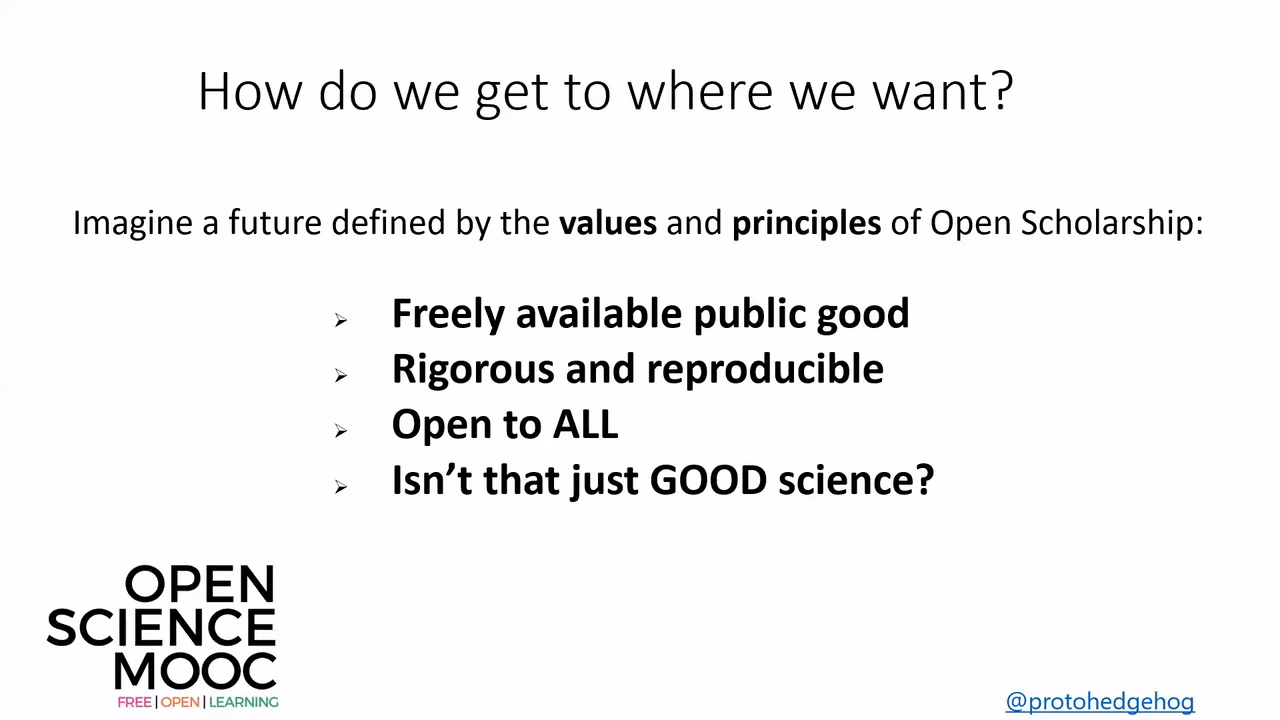 How do we get to where we want?
Imagine a future defined by the values and principles of Open Scholarship:
Freely available public good
Rigorous and reproducible
Open to ALL
Isn’t that just GOOD science?
OPEN
SCIENCE
MOOC
FREE | OPEN | LEARNING
@protohedgehog